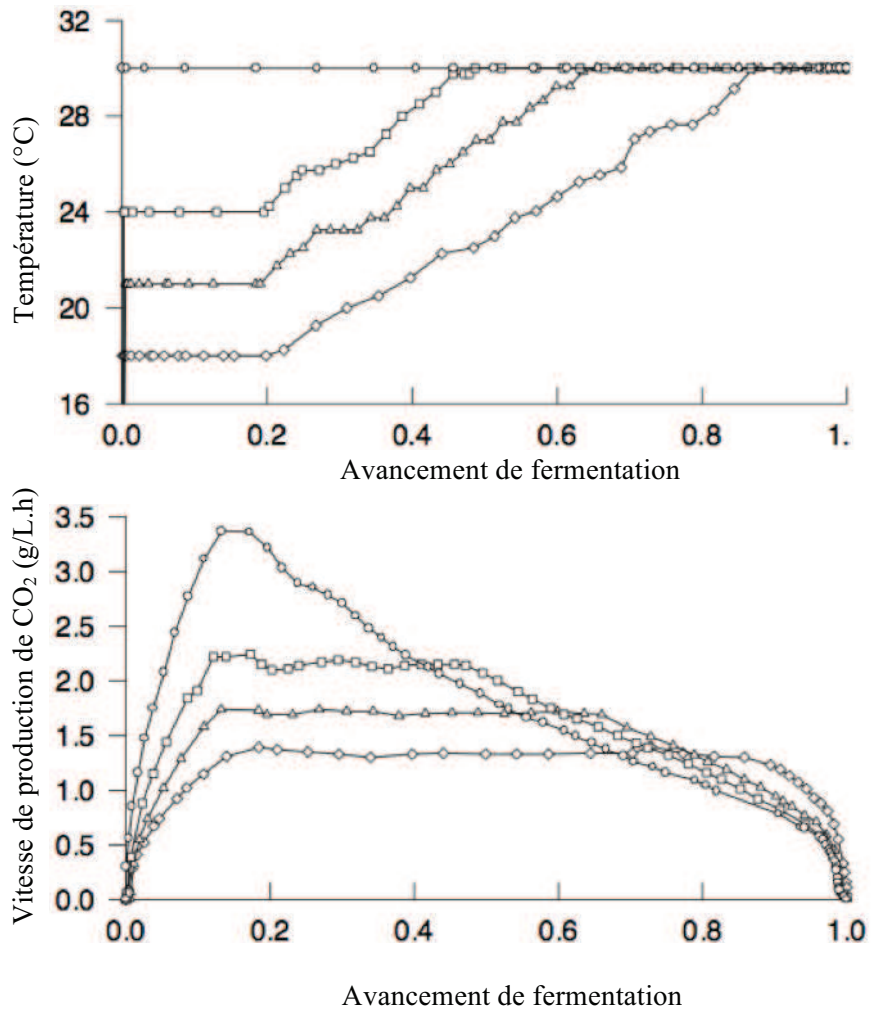 Température (°C)
32
28
24
20
16
0.0 0.2 0.4 0.6 0.8 1.
Avancement de fermentation
Vitesse de production de CO₂ (g/L.h)
3.5
3.0
2.5
2.0
1.5
1.0
0.5
0.0
0.0 0.2 0.4 0.6 0.8 1.0
Avancement de fermentation